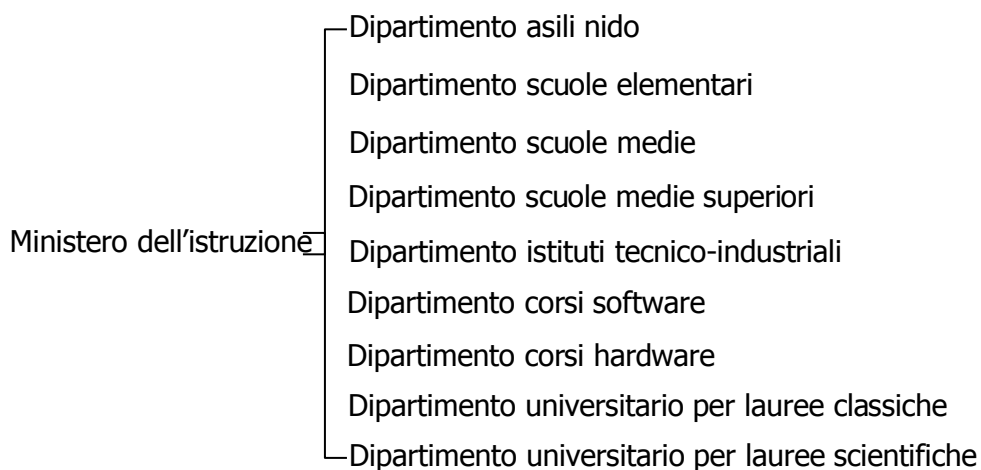 Dipartimento asili nido
Dipartimento scuole elementari
Dipartimento scuole medie
Dipartimento scuole medie superiori
Ministero dell’istruzione
Dipartimento istituti tecnico-industriali
Dipartimento corsi software
Dipartimento corsi hardware
Dipartimento universitario per lauree classiche
Dipartimento universitario per lauree scientifiche